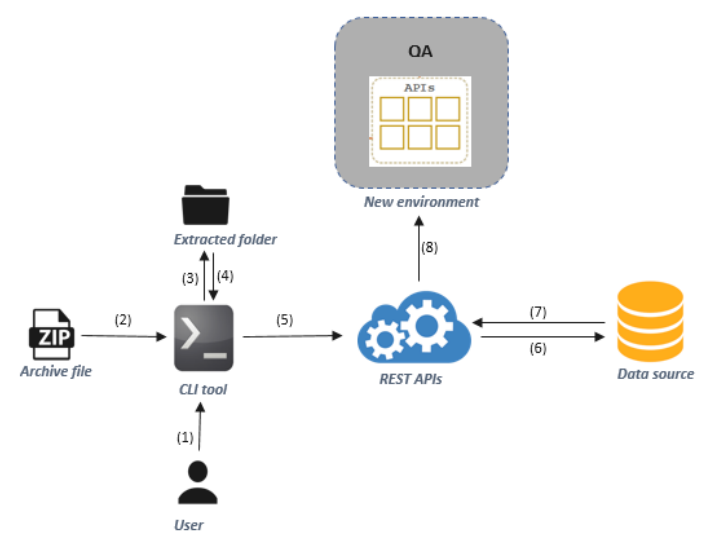 QA
APIs
New environment
(8)
Extracted folder
(3)
(4)
ZIP
Archive file
(2)
CLI tool
(5)
REST APIs
(7)
(6)
Data source
(1)
User